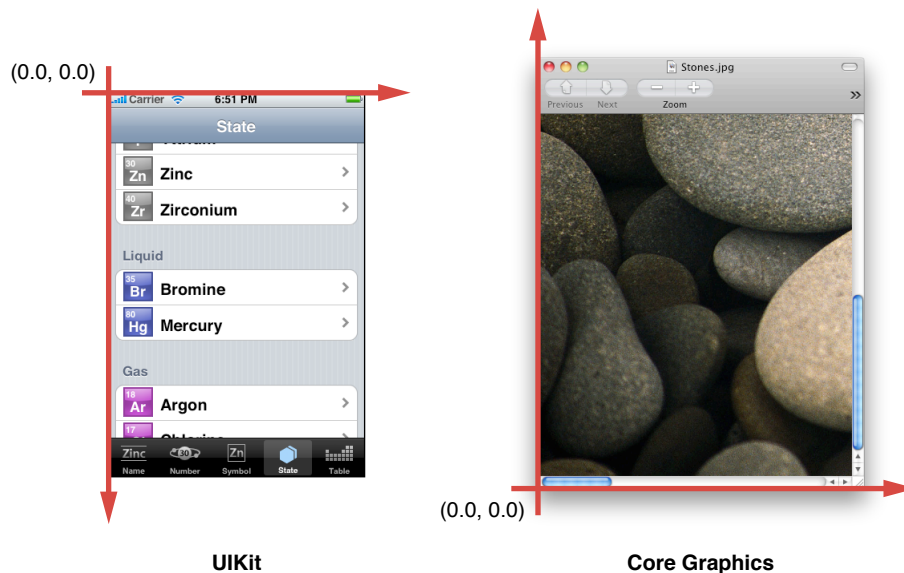 (0.0, 0.0)
Carrier 6:51 PM
State
30
Zn Zinc
40
Zr Zirconium
Liquid
35
Br Bromine
80
Hg Mercury
Gas
18
Ar Argon
17
Zinc 30 Zn
Name Number Symbol State Table
UIKit
Stones.jpg
Previous Next Zoom
(0.0, 0.0)
Core Graphics